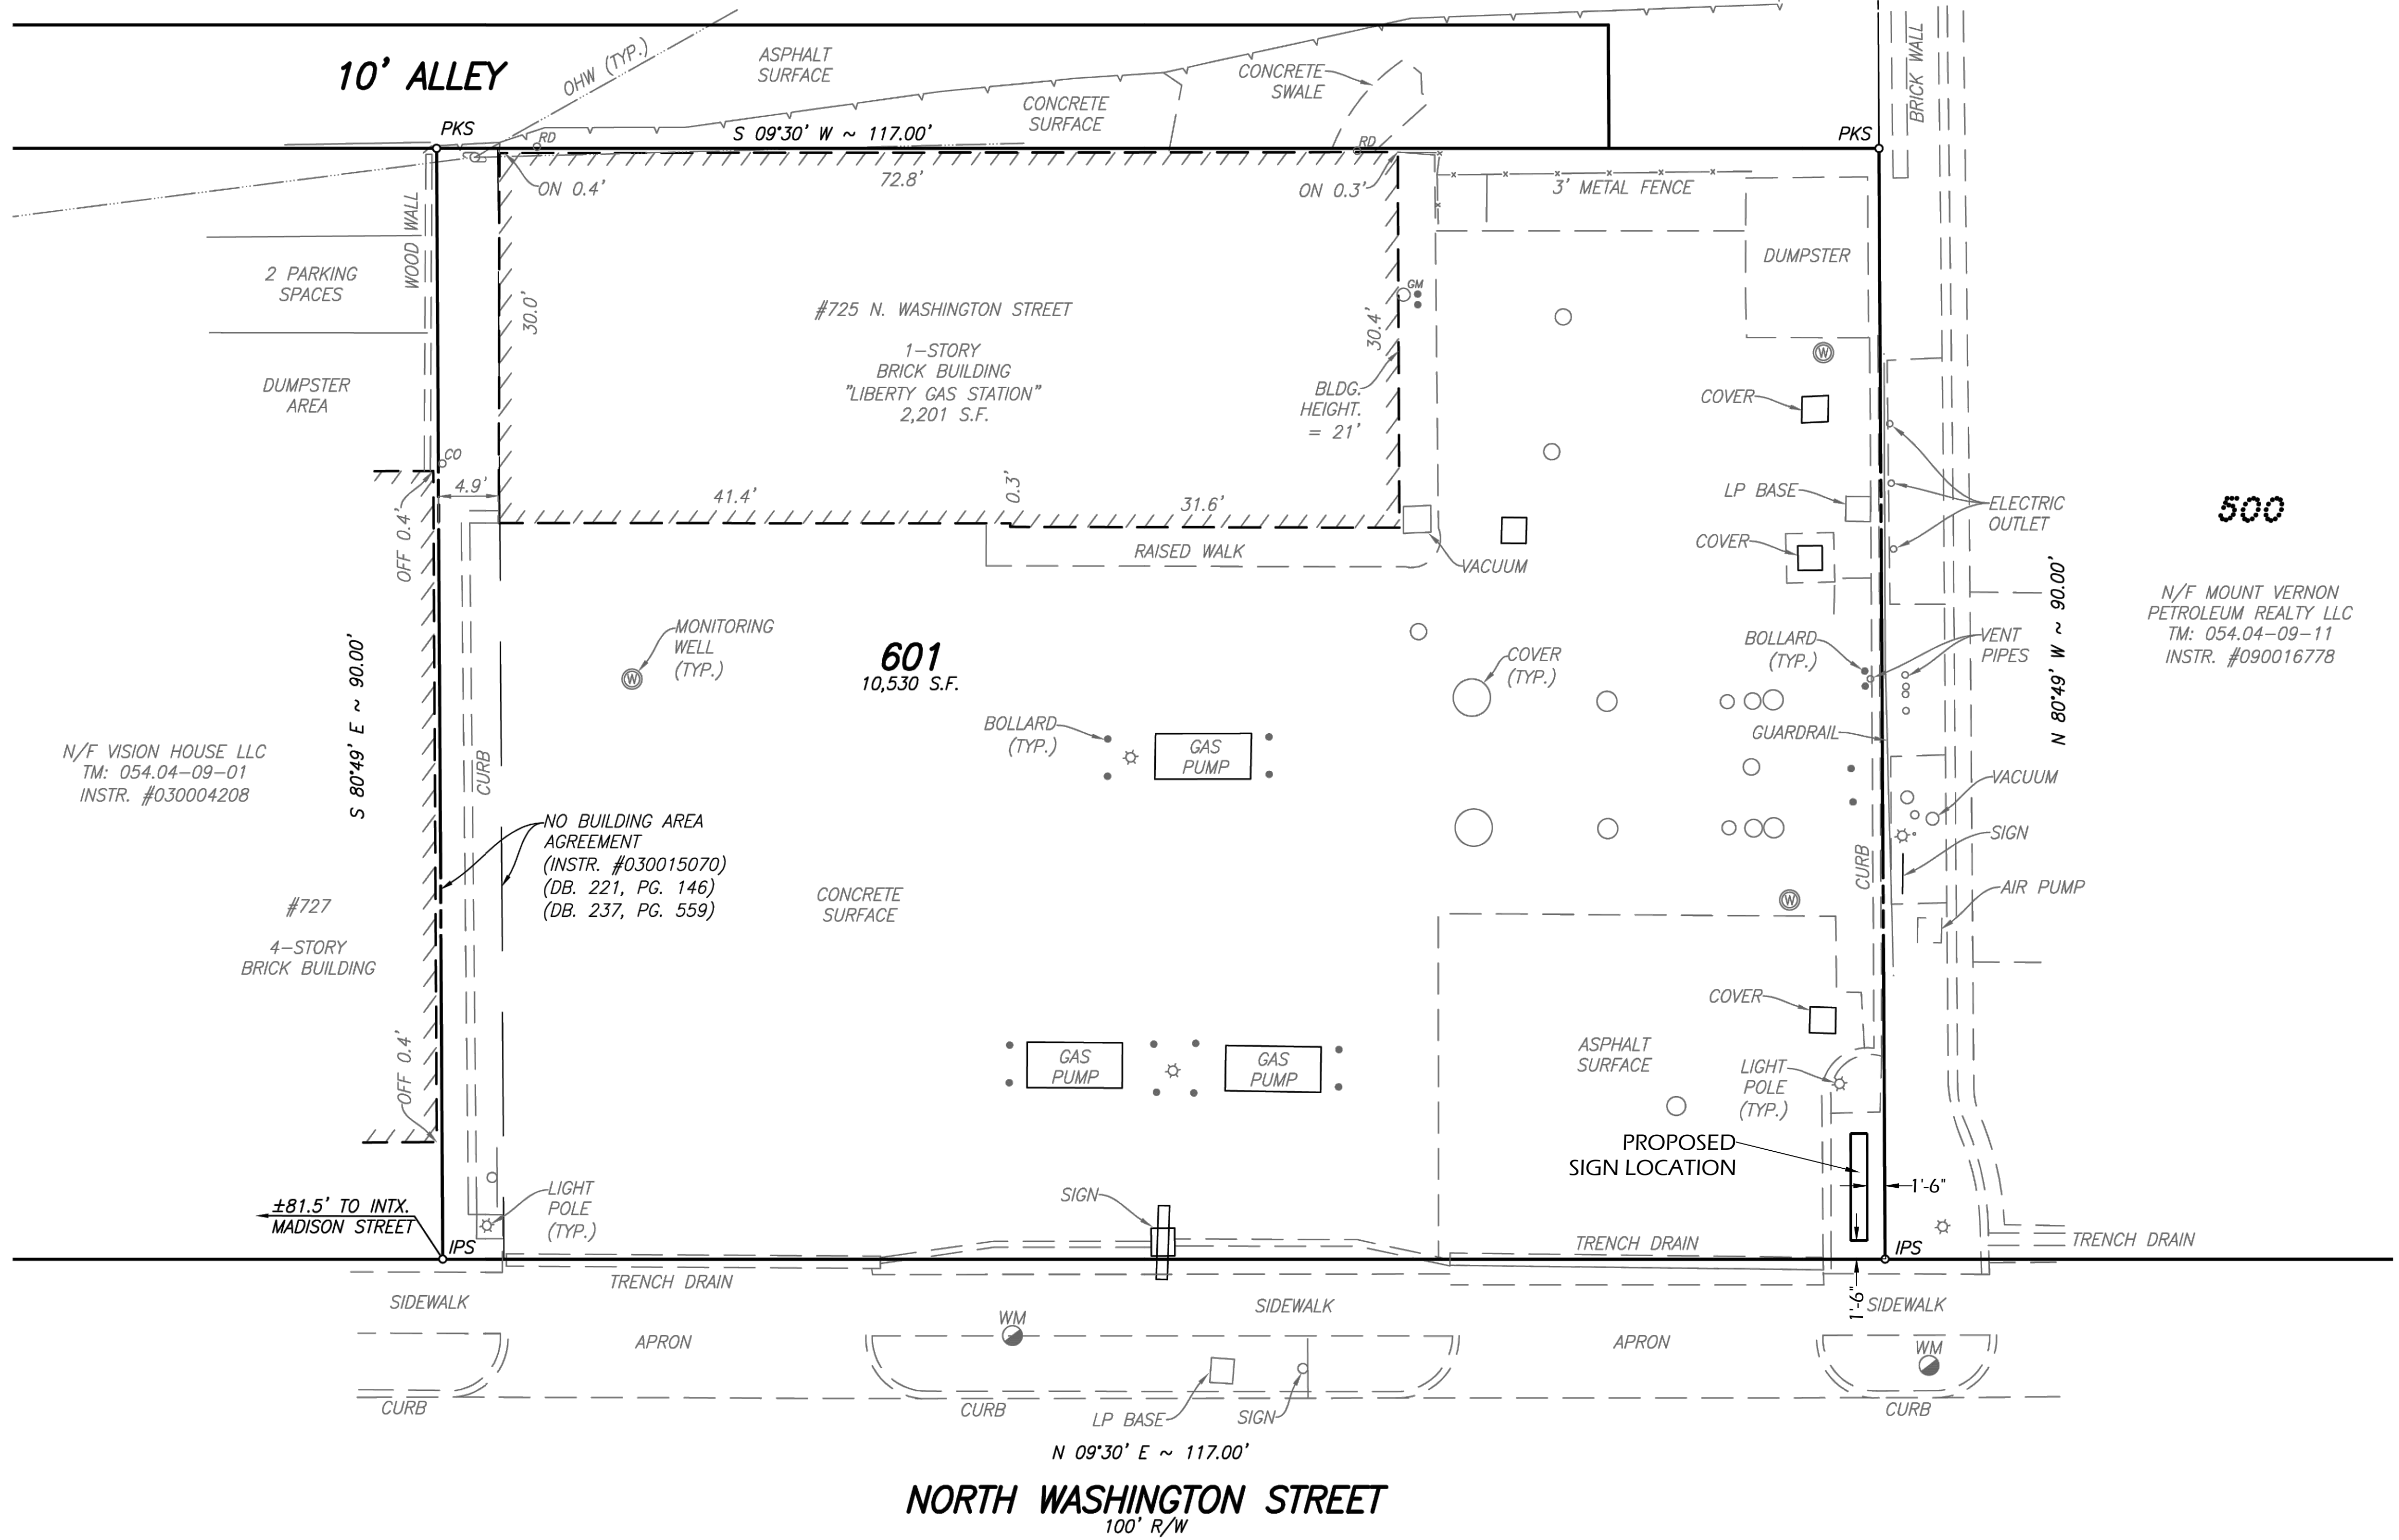 10' ALLEY
OHW (TYP.)
ASPHALT
SURFACE
CONCRETE
SWALE
CONCRETE
SURFACE
BRICK WALL
PKS
RD
S 09°30' W ~ 117.00'
RD
PKS
ON 0.4'
72.8'
ON 0.3'
3' METAL FENCE
WOOD WALL
2 PARKING
SPACES
30.0'
DUMPSTER
GM
#725 N. WASHINGTON STREET
1-STORY
BRICK BUILDING
"LIBERTY GAS STATION"
2,201 S.F.
30.4'
BLDG.
HEIGHT.
= 21'
W
DUMPSTER
AREA
COVER
CO
4.9'
OFF 0.4'
41.4'
0.3'
31.6'
LP BASE
ELECTRIC
OUTLET
500
RAISED WALK
VACUUM
COVER
N/F MOUNT VERNON
PETROLEUM REALTY LLC
TM: 054.04-09-11
INSTR. #090016778
N 80°49' W ~ 90.00'
MONITORING
WELL
(TYP.)
W
601
10,530 S.F.
COVER
(TYP.)
BOLLARD
(TYP.)
VENT
PIPES
S 80°49' E ~ 90.00'
BOLLARD
(TYP.)
GAS
PUMP
GUARDRAIL
N/F VISION HOUSE LLC
TM: 054.04-09-01
INSTR. #030004208
CURB
VACUUM
NO BUILDING AREA
AGREEMENT
(INSTR. #030015070)
(DB. 221, PG. 146)
(DB. 237, PG. 559)
SIGN
CURB
AIR PUMP
CONCRETE
SURFACE
W
#727
4-STORY
BRICK BUILDING
COVER
OFF 0.4'
GAS
PUMP
GAS
PUMP
ASPHALT
SURFACE
LIGHT
POLE
(TYP.)
PROPOSED
SIGN LOCATION
1'-6"
LIGHT
POLE
(TYP.)
SIGN
±81.5' TO INTX.
MADISON STREET
IPS
TRENCH DRAIN
IPS
TRENCH DRAIN
TRENCH DRAIN
1'-6"
SIDEWALK
SIDEWALK
SIDEWALK
WM
APRON
APRON
WM
CURB
CURB
LP BASE
SIGN
CURB
N 09°30' E ~ 117.00'
NORTH WASHINGTON STREET
100' R/W